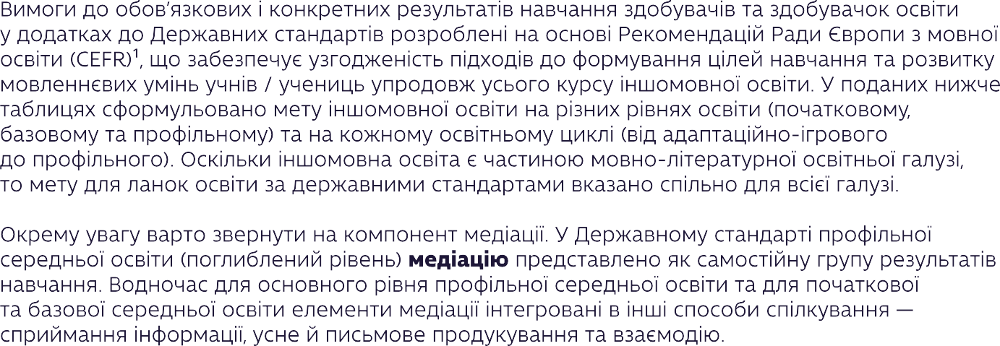 Вимоги до обов’язкових і конкретних результатів навчання здобувачів та здобувачок освіти
у додатках до Державних стандартів розроблені на основі Рекомендацій Ради Європи з мовної
освіти (CEFR)¹, що забезпечує узгодженість підходів до формування цілей навчання та розвитку
мовленнєвих умінь учнів / учениць упродовж усього курсу іншомовної освіти. У поданих нижче
таблицях сформульовано мету іншомовної освіти на різних рівнях освіти (початковому,
базовому та профільному) та на кожному освітньому циклі (від адаптаційно-ігрового
до профільного). Оскільки іншомовна освіта є частиною мовно-літературної освітньої галузі,
то мету для ланок освіти за державними стандартами вказано спільно для всієї галузі.
Окрему увагу варто звернути на компонент медіації. У Державному стандарті профільної
середньої освіти (поглиблений рівень) медіацію представлено як самостійну групу результатів
навчання. Водночас для основного рівня профільної середньої освіти та для початкової
та базової середньої освіти елементи медіації інтегровані в інші способи спілкування —
сприймання інформації, усне й письмове продукування та взаємодію.